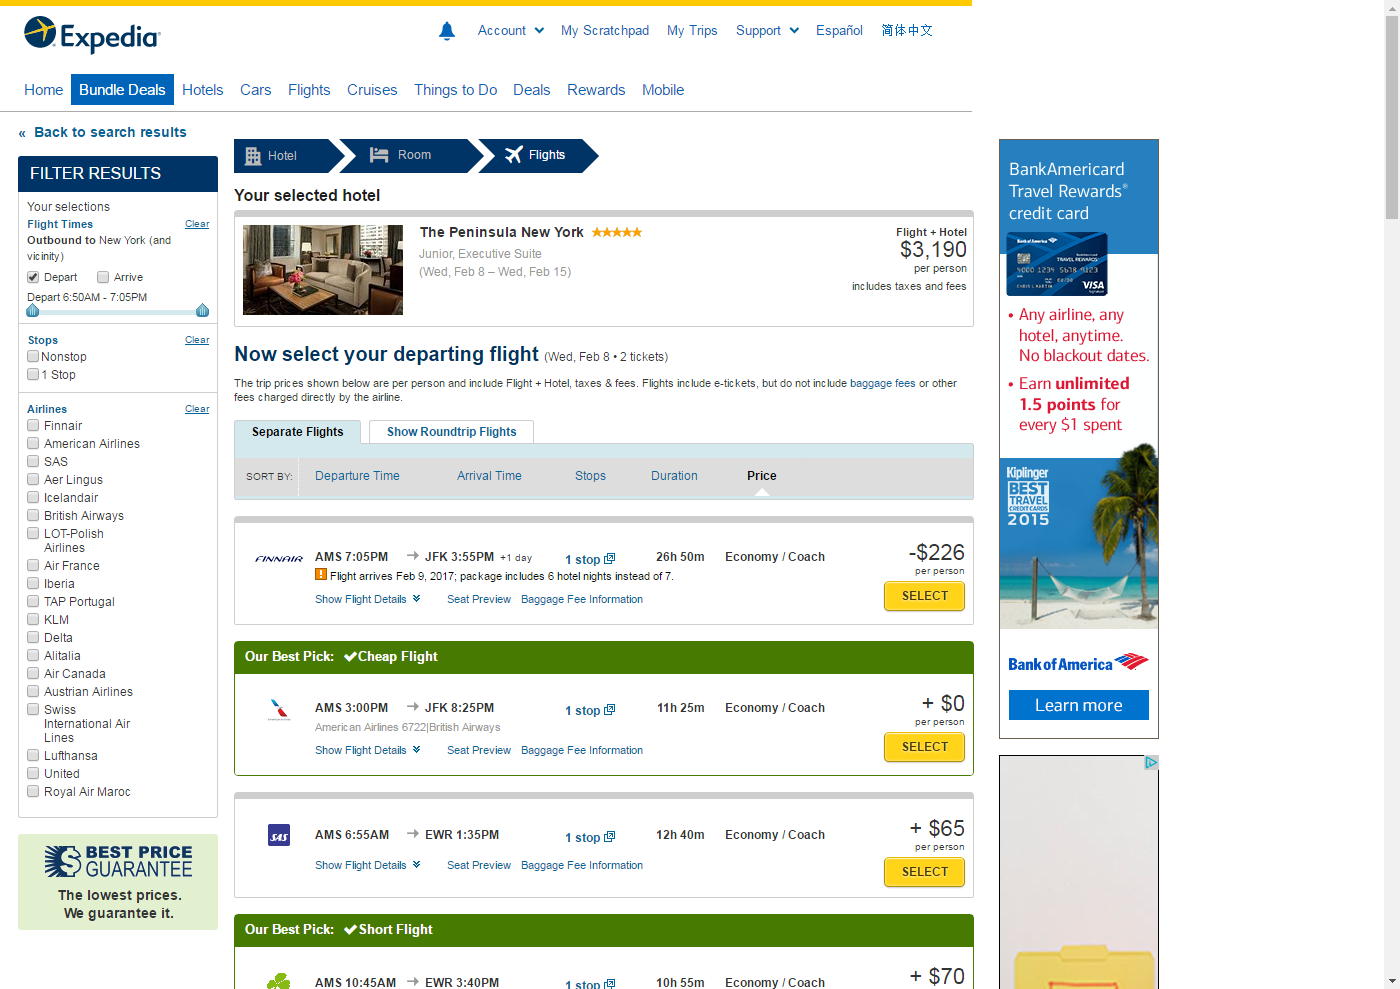 Expedia
Account
My Scratchpad
My Trips
Support
Español
简体中文
Home
Bundle Deals
Hotels
Cars
Flights
Cruises
Things to Do
Deals
Rewards
Mobile
« Back to search results
FILTER RESULTS
Your selections
Flight Times
Clear
Outbound to New York (and
vicinity)
Depart
Arrive
Depart 6:50AM - 7:05PM
Stops
Clear
Nonstop
1 Stop
Airlines
Clear
Finnair
American Airlines
SAS
Aer Lingus
Icelandair
British Airways
LOT-Polish
Airlines
Air France
Iberia
TAP Portugal
KLM
Delta
Alitalia
Air Canada
Austrian Airlines
Swiss
International Air
Lines
Lufthansa
United
Royal Air Maroc
BEST PRICE
GUARANTEE
The lowest prices.
We guarantee it.
Hotel
Room
Flights
Your selected hotel
The Peninsula New York
Junior, Executive Suite
(Wed, Feb 8 – Wed, Feb 15)
Flight + Hotel
$3,190
per person
includes taxes and fees
Now select your departing flight (Wed, Feb 8 • 2 tickets)
The trip prices shown below are per person and include Flight + Hotel, taxes & fees. Flights include e-tickets, but do not include baggage fees or other
fees charged directly by the airline.
Separate Flights
Show Roundtrip Flights
SORT BY:
Departure Time
Arrival Time
Stops
Duration
Price
FINNAIR
AMS 7:05PM
JFK 3:55PM +1 day
1 stop
26h 50m
Economy / Coach
-$226
per person
Flight arrives Feb 9, 2017; package includes 6 hotel nights instead of 7.
SELECT
Show Flight Details
Seat Preview
Baggage Fee Information
Our Best Pick: Cheap Flight
AMS 3:00PM
JFK 8:25PM
1 stop
11h 25m
Economy / Coach
+ $0
per person
American Airlines 6722|British Airways
SELECT
Show Flight Details
Seat Preview
Baggage Fee Information
SAS
AMS 6:55AM
EWR 1:35PM
1 stop
12h 40m
Economy / Coach
+ $65
per person
Show Flight Details
Seat Preview
Baggage Fee Information
SELECT
Our Best Pick: Short Flight
AMS 10:45AM
EWR 3:40PM
1 stop
10h 55m
Economy / Coach
+ $70
BankAmericard
Travel Rewards®
credit card
Bank of America
TRAVEL REWARDS
4000 1234 5678 9123
VISA
• Any airline, any
hotel, anytime.
No blackout dates.
• Earn unlimited
1.5 points for
every $1 spent
Kiplinger
BEST
TRAVEL
CREDIT CARDS
2015
Bank of America
Learn more